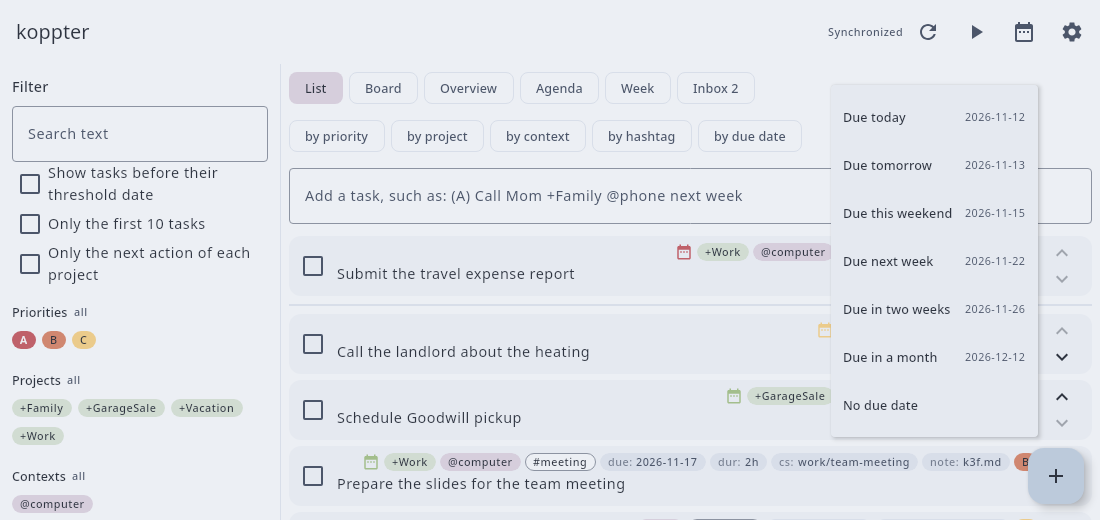 koppter
Synchronized
Filter
Search text
Show tasks before their
threshold date
Only the first 10 tasks
Only the next action of each
project
Priorities all
A B C
Projects all
+Family +GarageSale +Vacation
+Work
Contexts all
@computer
List Board Overview Agenda Week Inbox 2
by priority by project by context by hashtag by due date
Add a task, such as: (A) Call Mom +Family @phone next week
+Work @computer
Submit the travel expense report
Call the landlord about the heating
+GarageSale
Schedule Goodwill pickup
+Work @computer #meeting due: 2026-11-17 dur: 2h cs: work/team-meeting note: k3f.md B
Prepare the slides for the team meeting
Due today 2026-11-12
Due tomorrow 2026-11-13
Due this weekend 2026-11-15
Due next week 2026-11-22
Due in two weeks 2026-11-26
Due in a month 2026-12-12
No due date